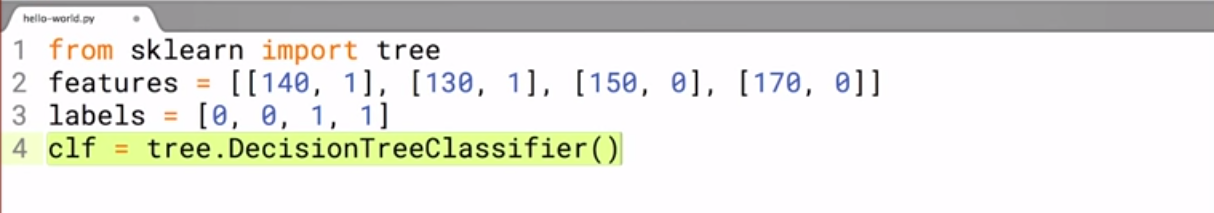 hello-world.py
1 from sklearn import tree
2 features = [[140, 1], [130, 1], [150, 0], [170, 0]]
3 labels = [0, 0, 1, 1]
4 clf = tree.DecisionTreeClassifier()